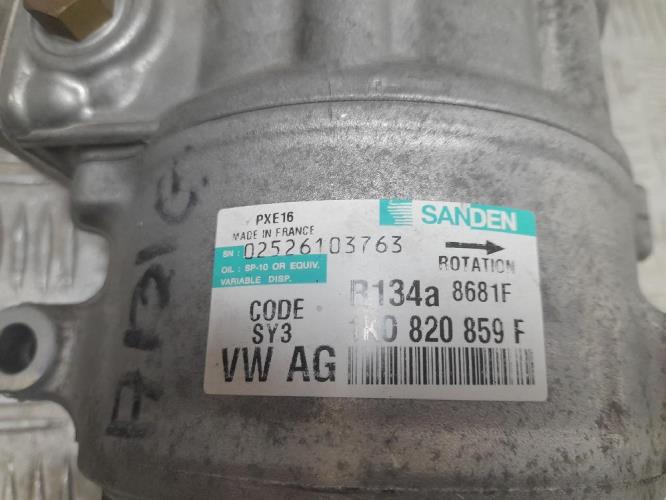 PXE16
MADE IN FRANCE
SN: 02526103763
OIL: SP-10 OR EQUIV.
VARIABLE DISP.
SANDEN
ROTATION
R134a 8681F
CODE
SY3
1K0 820 859 F
VW AG